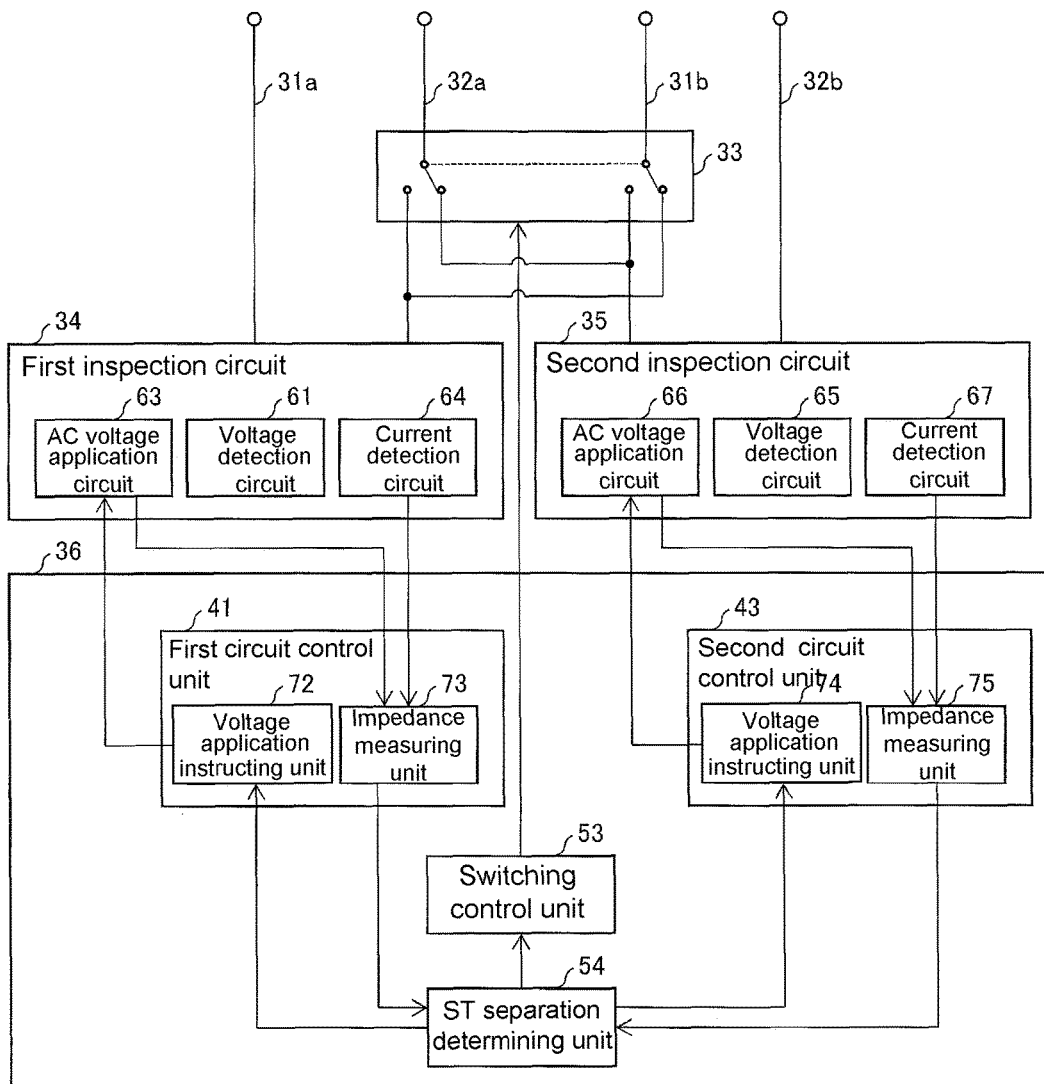 31a
32a
31b
32b
33
34
First inspection circuit
63
61
64
AC voltage
application
circuit
Voltage
detection
circuit
Current
detection
circuit
35
Second inspection circuit
66
65
67
AC voltage
application
circuit
Voltage
detection
circuit
Current
detection
circuit
36
41
First circuit control
unit
72
73
Voltage
application
instructing unit
Impedance
measuring
unit
43
Second circuit
control unit
74
75
Voltage
application
instructing unit
Impedance
measuring
unit
53
Switching
control unit
54
ST separation
determining unit